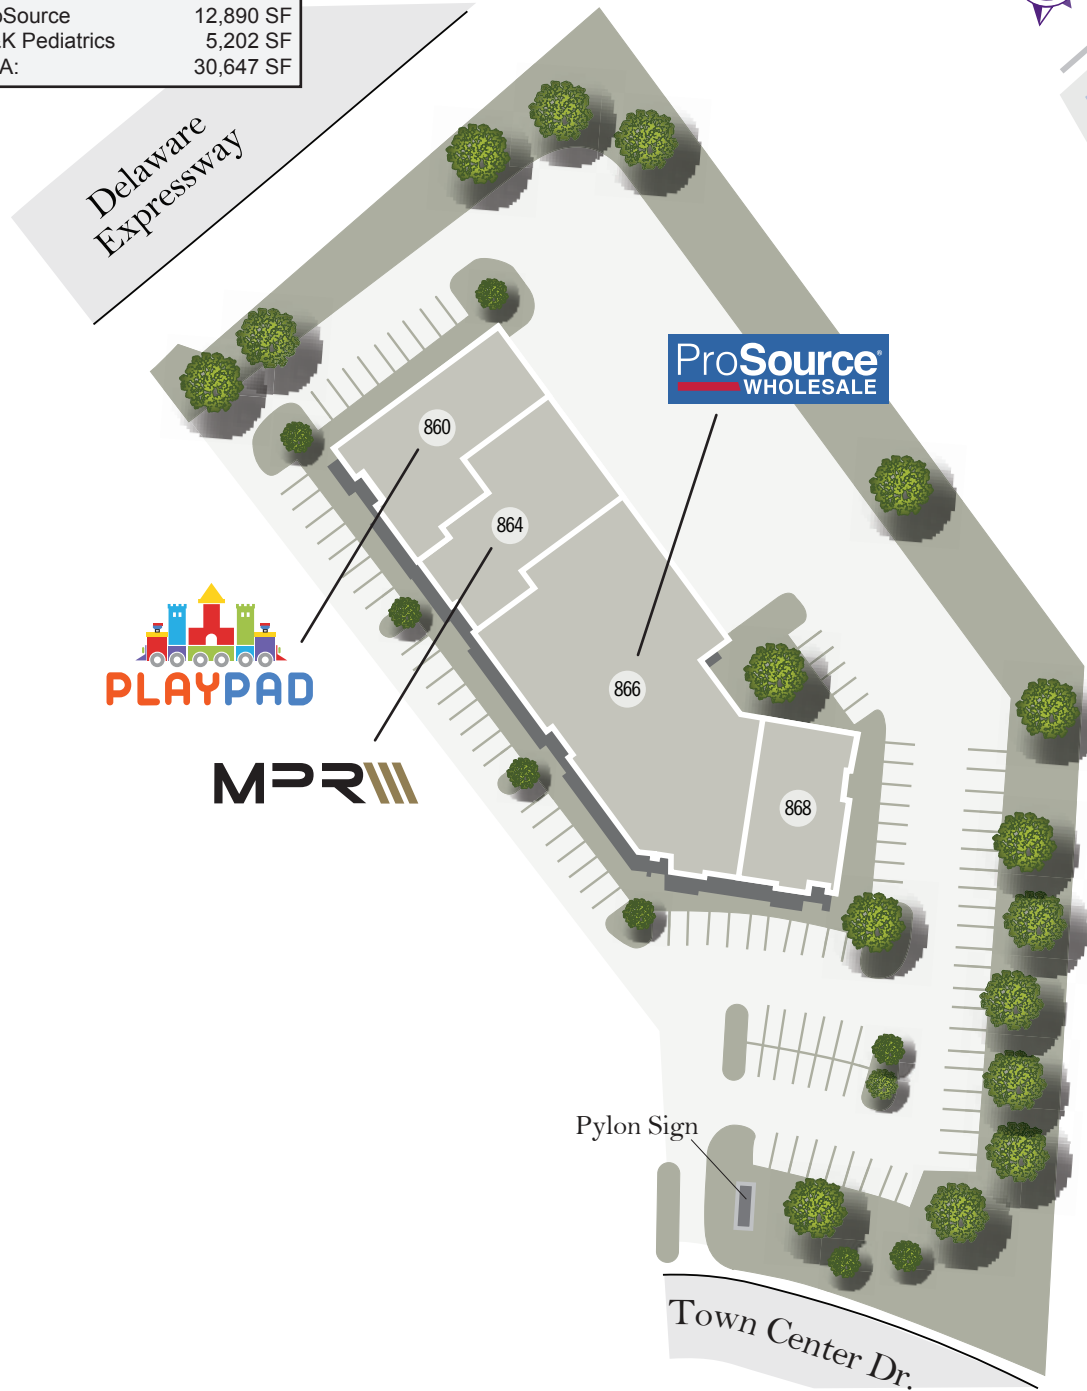 oSource 12,890 SF
K Pediatrics 5,202 SF
A: 30,647 SF
Delaware
Expressway
ProSource®
WHOLESALE
860
864
866
868
PLAYPAD
MPR
Pylon Sign
Town Center Dr.